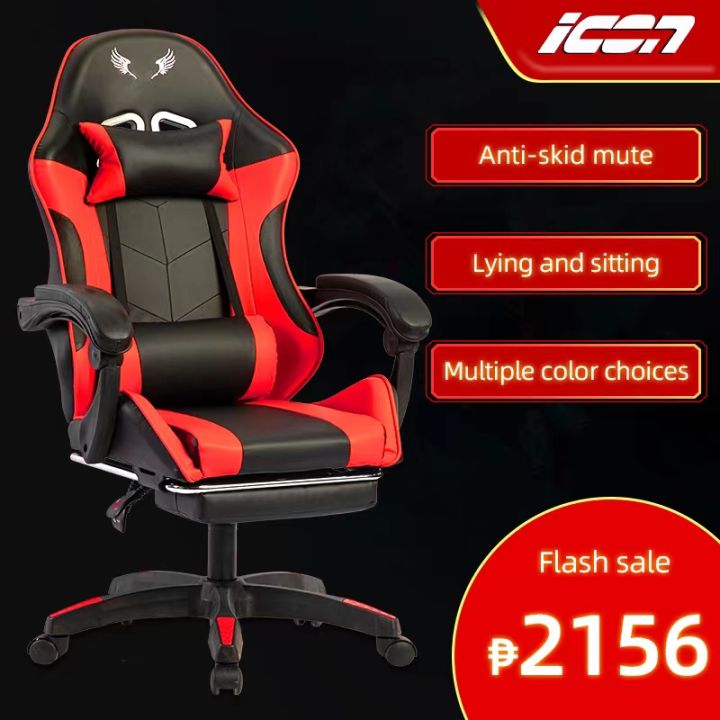 icon
Anti-skid mute
Lying and sitting
Multiple color choices
Flash sale
₱2156